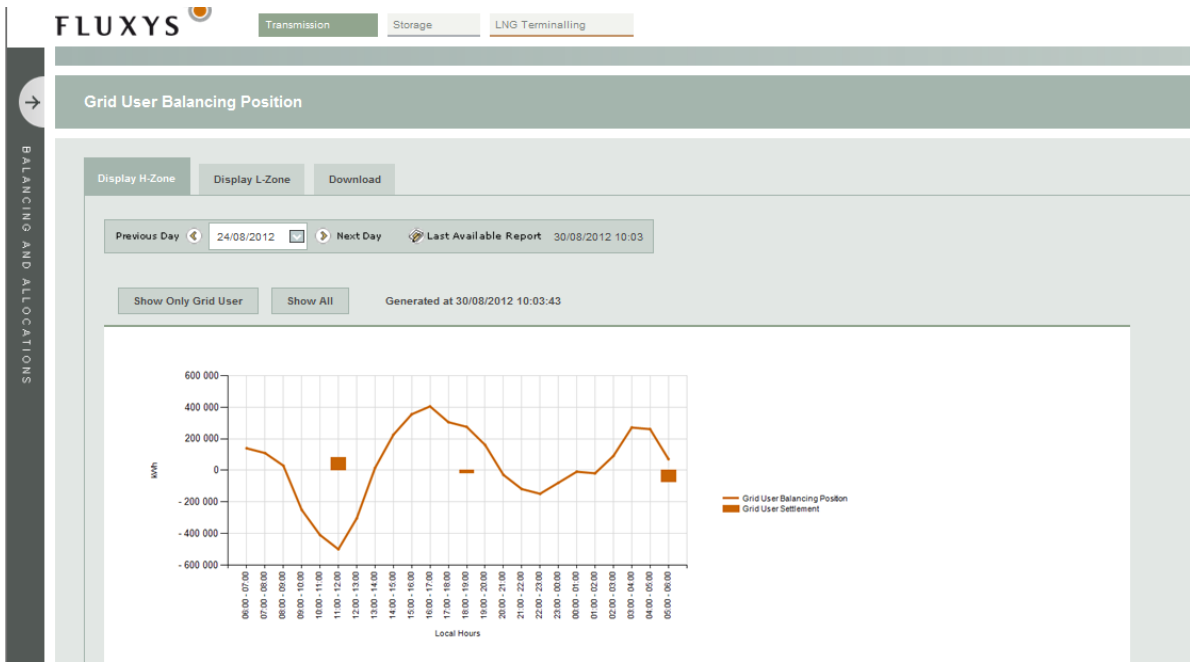 FLUXYS
Transmission Storage LNG Terminalling
Grid User Balancing Position
BALANCING AND ALLOCATIONS
Display H-Zone Display L-Zone Download
Previous Day 24/08/2012 Next Day Last Available Report 30/08/2012 10:03
Show Only Grid User Show All Generated at 30/08/2012 10:03:43
600 000
400 000
200 000
0
- 200 000
- 400 000
- 600 000
kWh
06:00 - 07:00
07:00 - 08:00
08:00 - 09:00
09:00 - 10:00
10:00 - 11:00
11:00 - 12:00
12:00 - 13:00
13:00 - 14:00
14:00 - 15:00
15:00 - 16:00
16:00 - 17:00
17:00 - 18:00
18:00 - 19:00
19:00 - 20:00
20:00 - 21:00
21:00 - 22:00
22:00 - 23:00
23:00 - 00:00
00:00 - 01:00
01:00 - 02:00
02:00 - 03:00
03:00 - 04:00
04:00 - 05:00
05:00 - 06:00
Local Hours
Grid User Balancing Position
Grid User Settlement